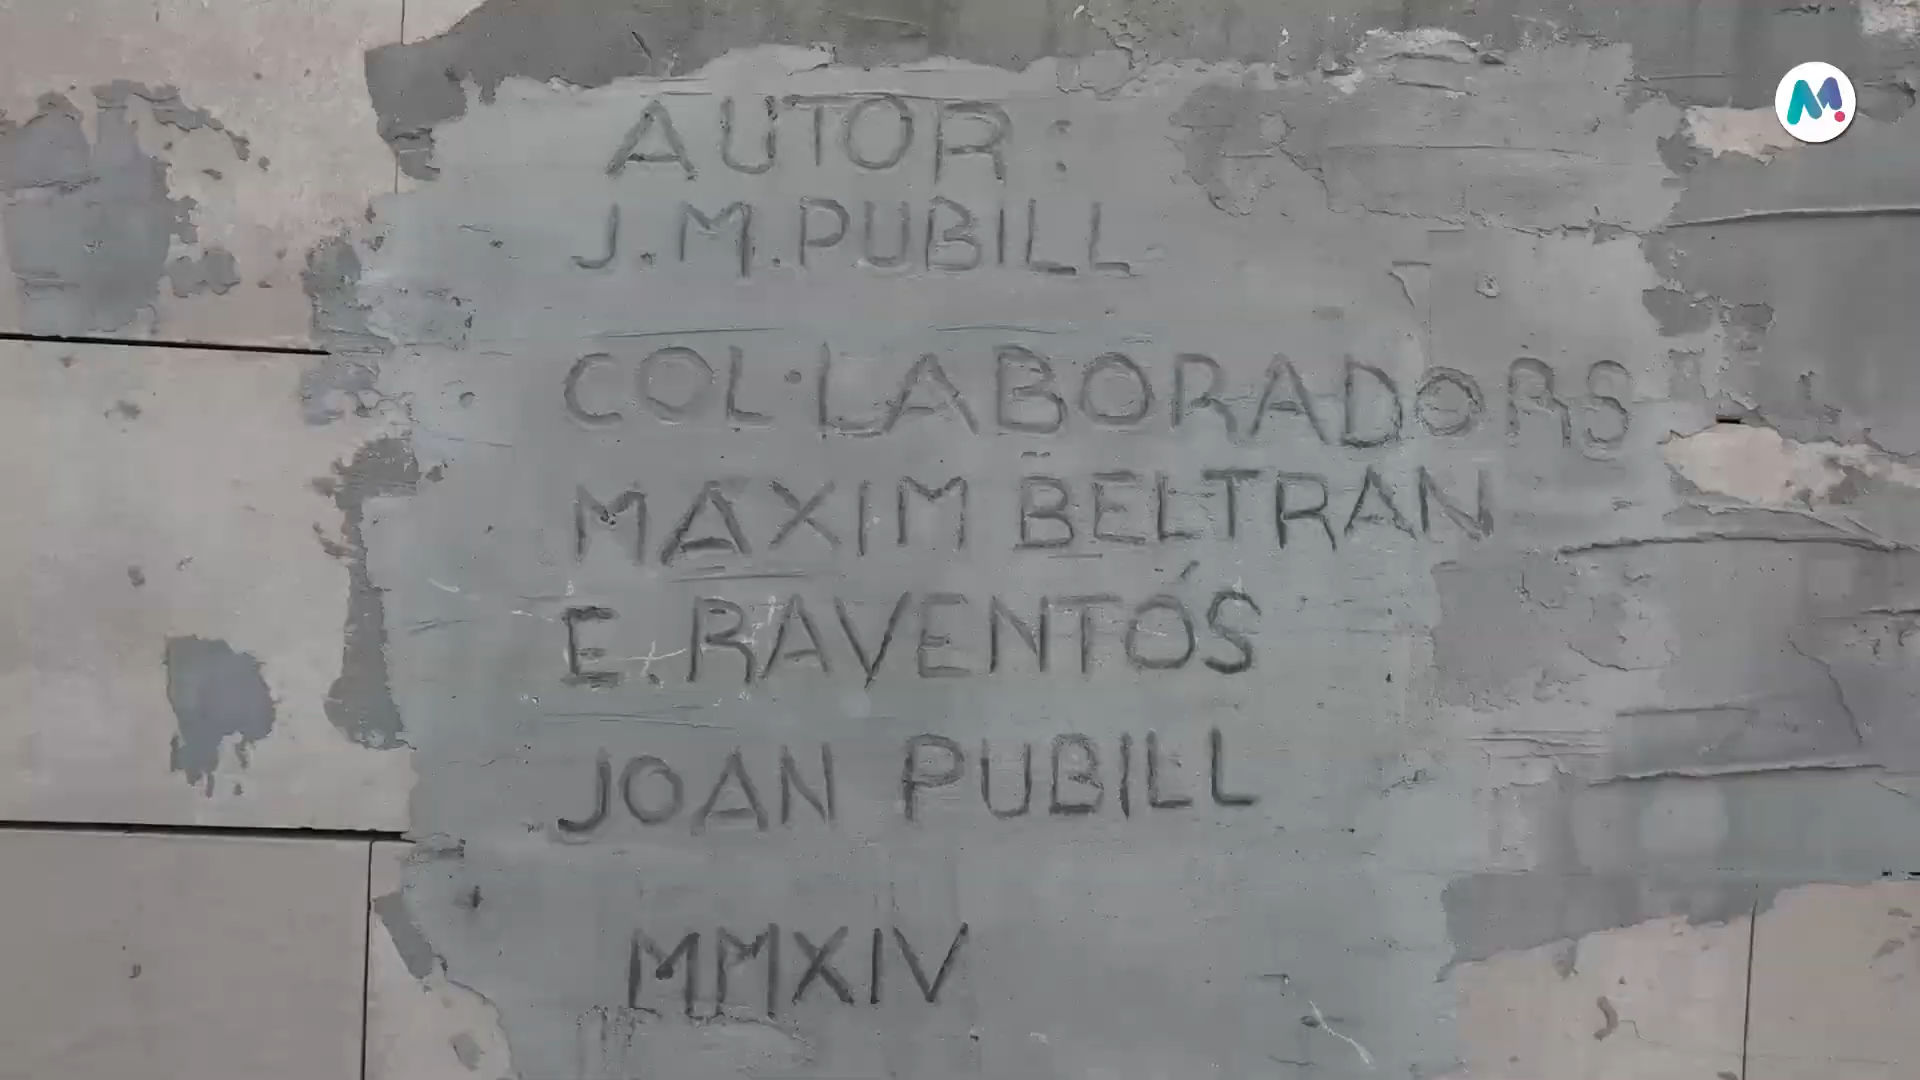 AUTOR:
J.M.PUBILL
COL·LABORADORS
MAXIM BELTRAN
E.RAVENTÓS
JOAN PUBILL
MMXIV